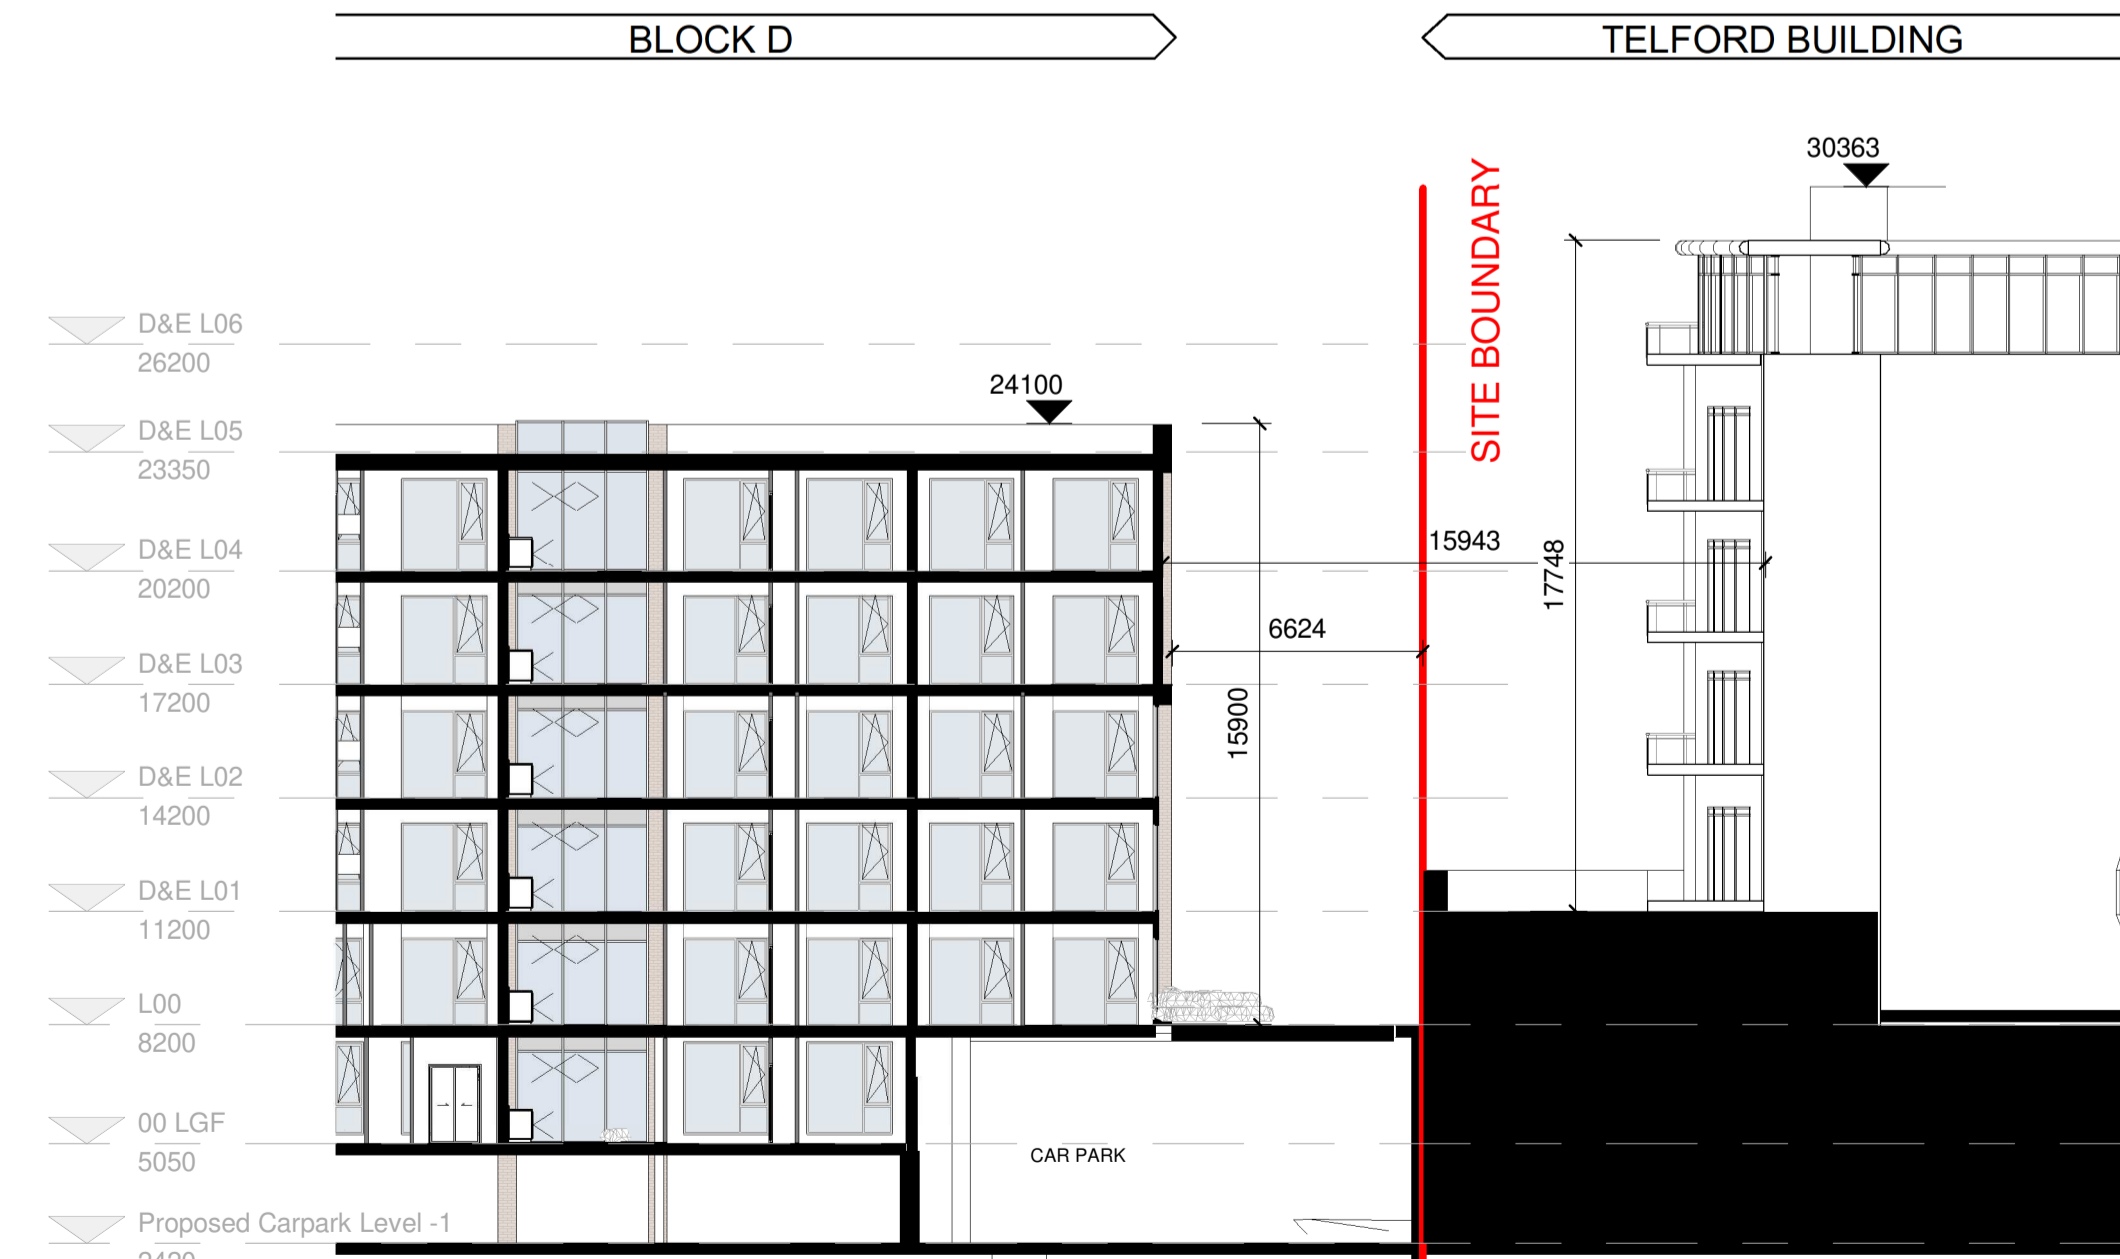 BLOCK D
TELFORD BUILDING
30363
SITE BOUNDARY
D&E L06
26200
24100
D&E L05
23350
15943
17748
D&E L04
20200
6624
D&E L03
17200
15900
D&E L02
14200
D&E L01
11200
L00
8200
00 LGF
5050
CAR PARK
Proposed Carpark Level -1